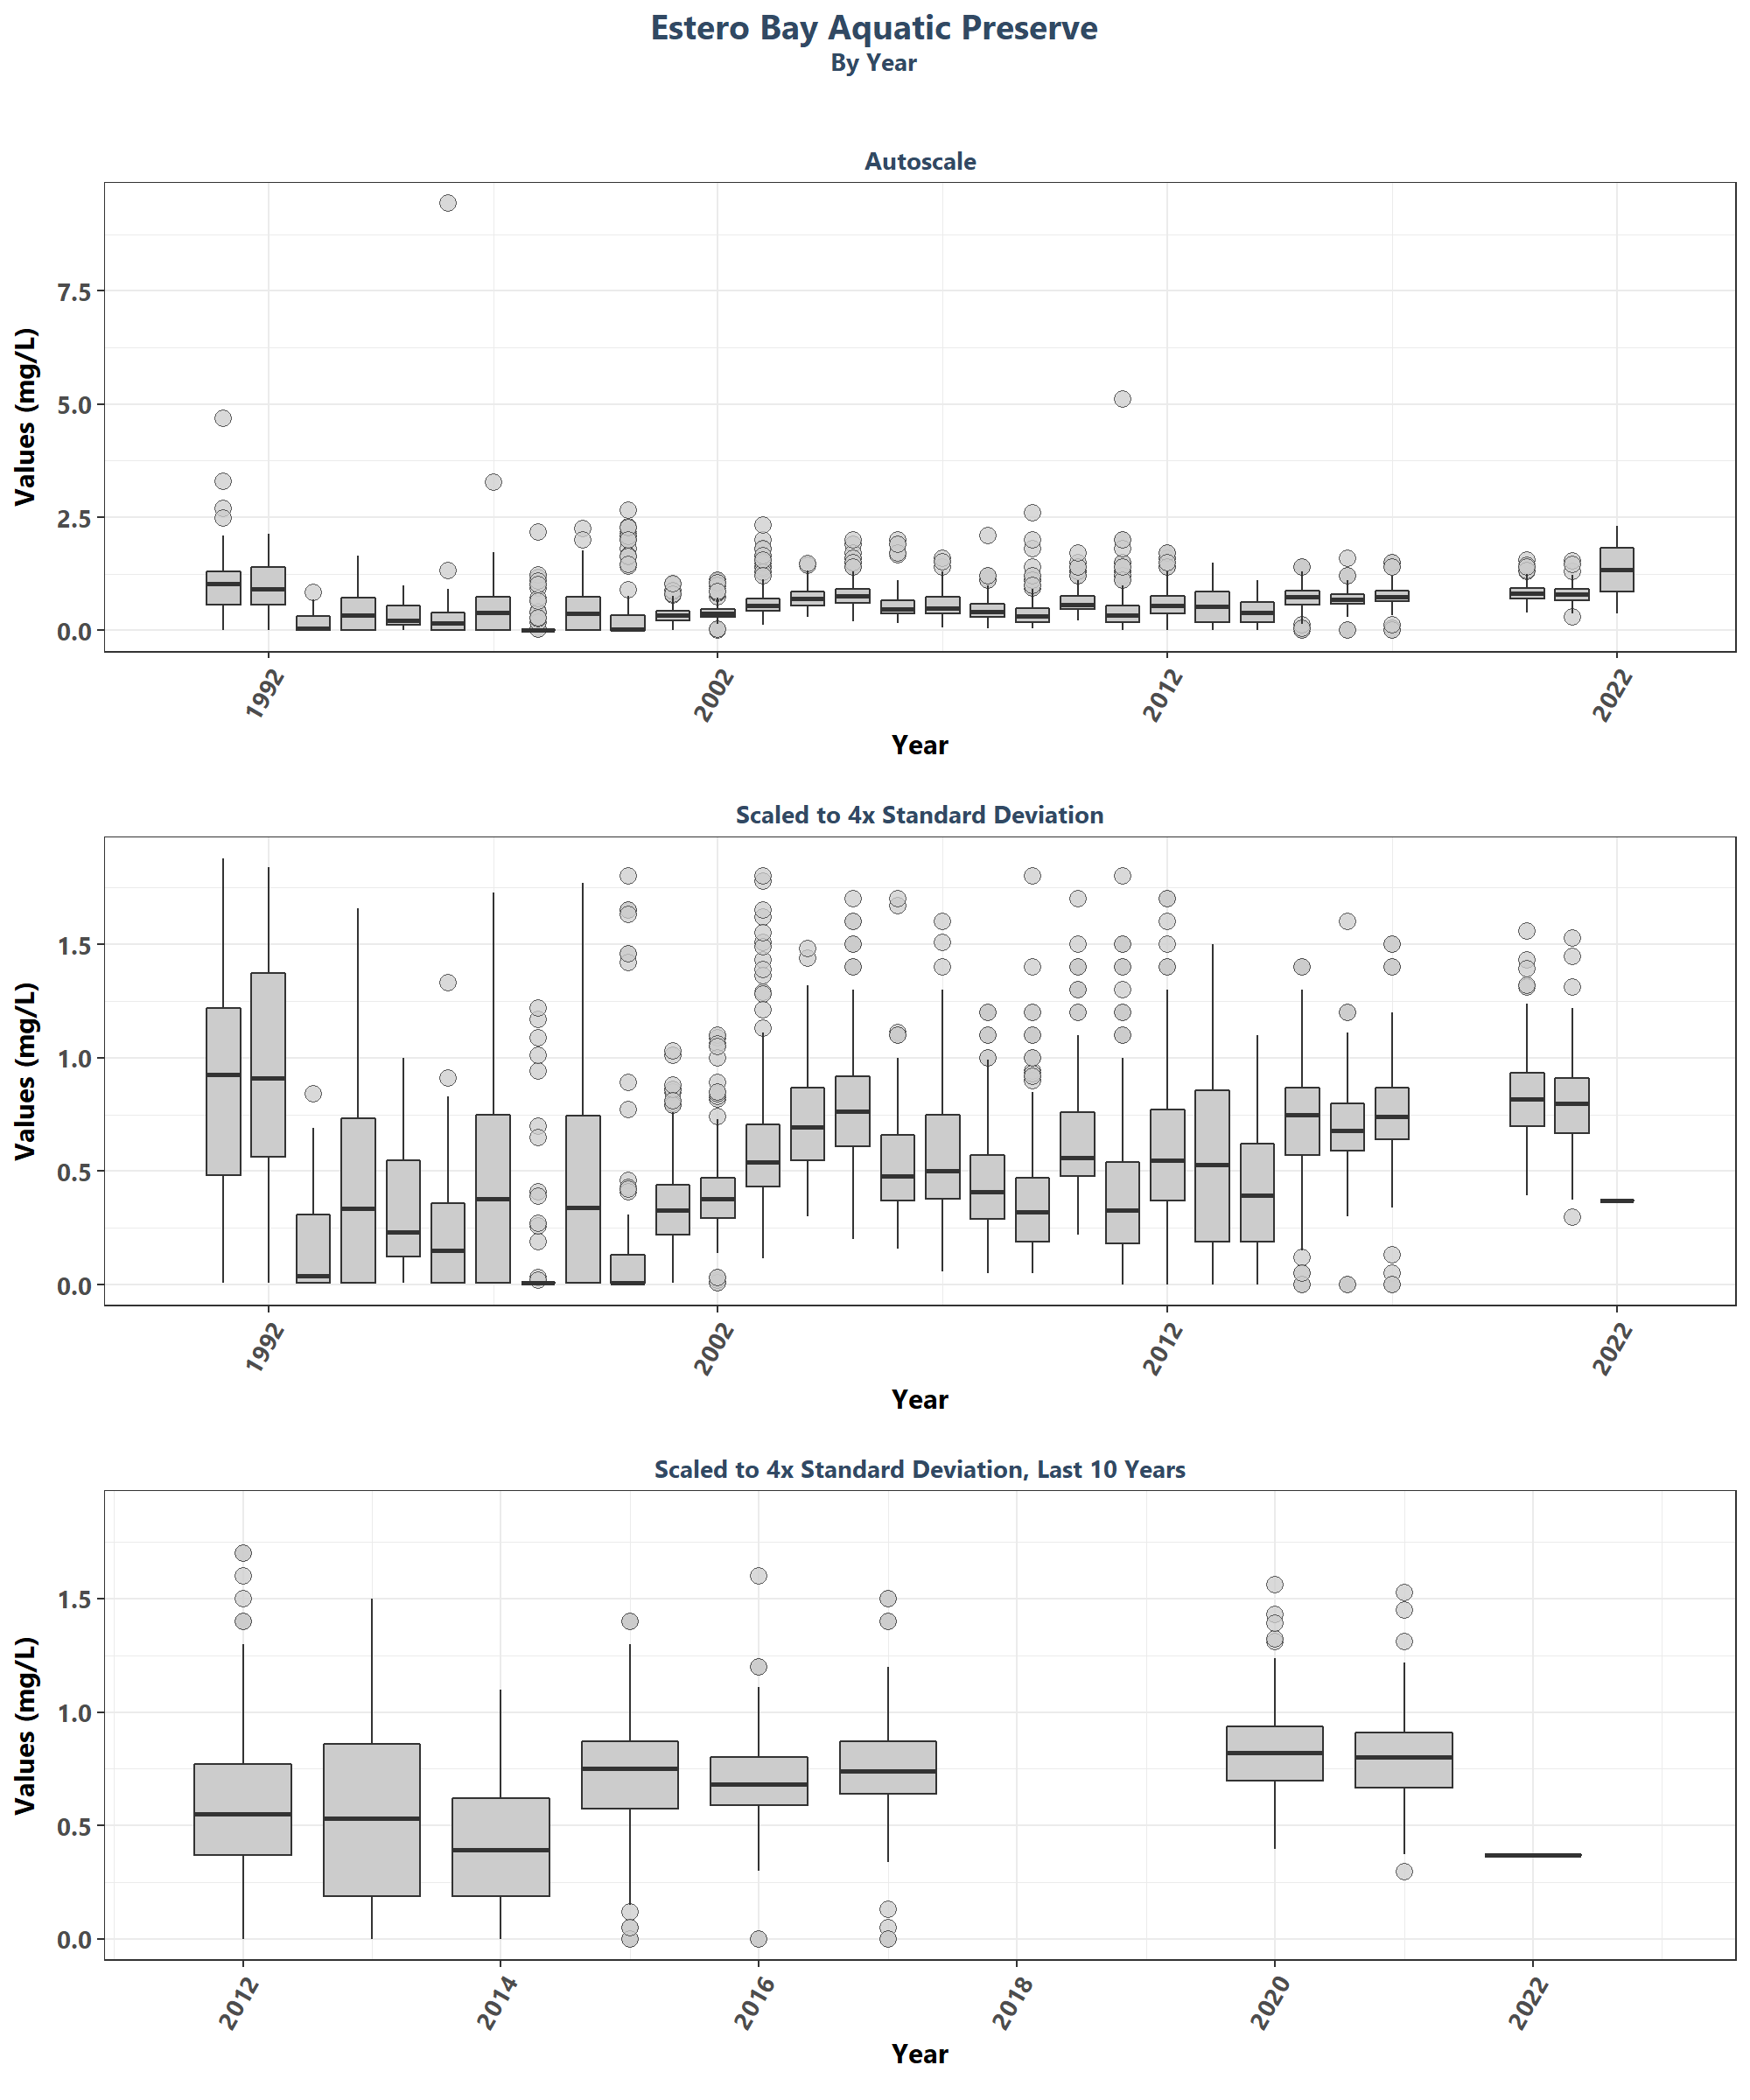 Estero Bay Aquatic Preserve
By Year
Autoscale
Values (mg/L)
7.5
5.0
2.5
0.0
1992
2002
2012
2022
Year
Scaled to 4x Standard Deviation
Values (mg/L)
1.5
1.0
0.5
0.0
1992
2002
2012
2022
Year
Scaled to 4x Standard Deviation, Last 10 Years
Values (mg/L)
1.5
1.0
0.5
0.0
2012
2014
2016
2018
2020
2022
Year